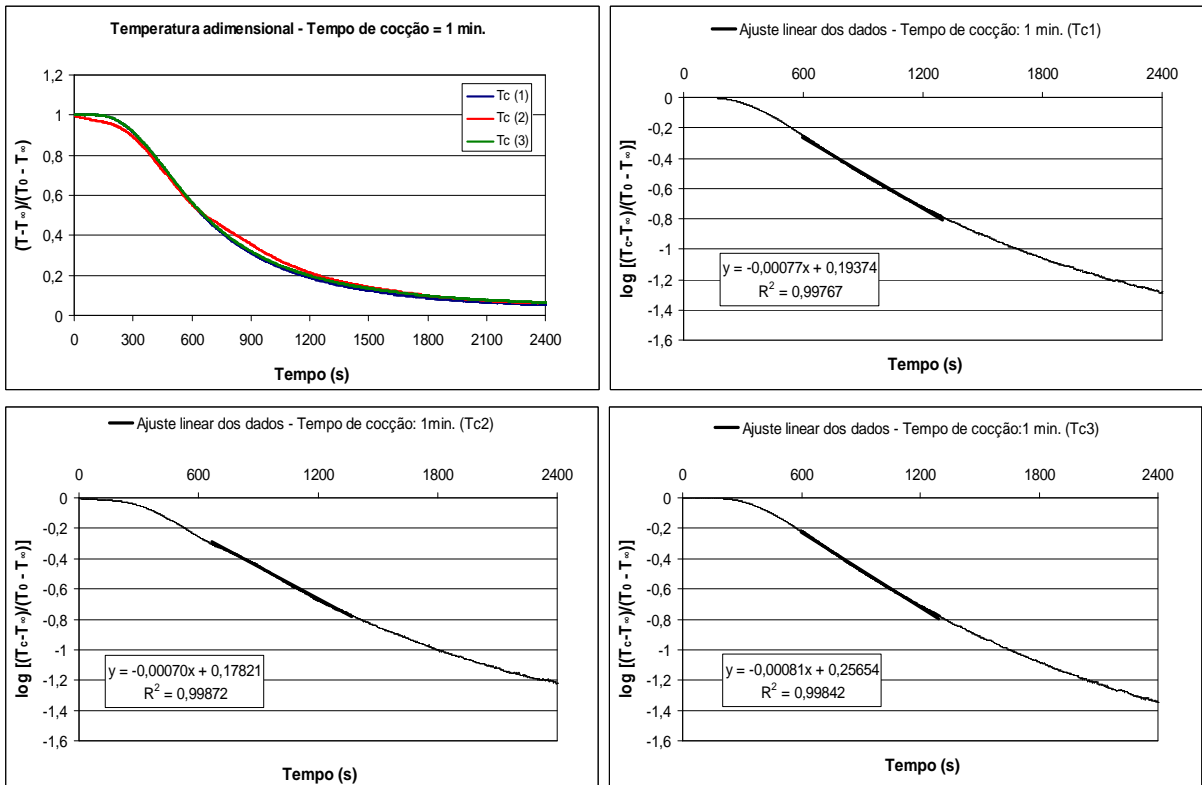 Temperatura adimensional - Tempo de cocção = 1 min.
(T-T∞)/(T0 - T∞)
1,2
1
0,8
0,6
0,4
0,2
0
Tc (1)
Tc (2)
Tc (3)
0 300 600 900 1200 1500 1800 2100 2400
Tempo (s)
Ajuste linear dos dados - Tempo de cocção: 1 min. (Tc1)
0 600 1200 1800 2400
log [(Tc-T∞)/(T0 - T∞)]
0
-0,2
-0,4
-0,6
-0,8
-1
-1,2
-1,4
-1,6
y = -0,00077x + 0,19374
R² = 0,99767
Tempo (s)
Ajuste linear dos dados - Tempo de cocção: 1min. (Tc2)
0 600 1200 1800 2400
log [(Tc-T∞)/(T0 - T∞)]
0
-0,2
-0,4
-0,6
-0,8
-1
-1,2
-1,4
-1,6
y = -0,00070x + 0,17821
R² = 0,99872
Tempo (s)
Ajuste linear dos dados - Tempo de cocção:1 min. (Tc3)
0 600 1200 1800 2400
log [(Tc-T∞)/(T0 - T∞)]
0
-0,2
-0,4
-0,6
-0,8
-1
-1,2
-1,4
-1,6
y = -0,00081x + 0,25654
R² = 0,99842
Tempo (s)